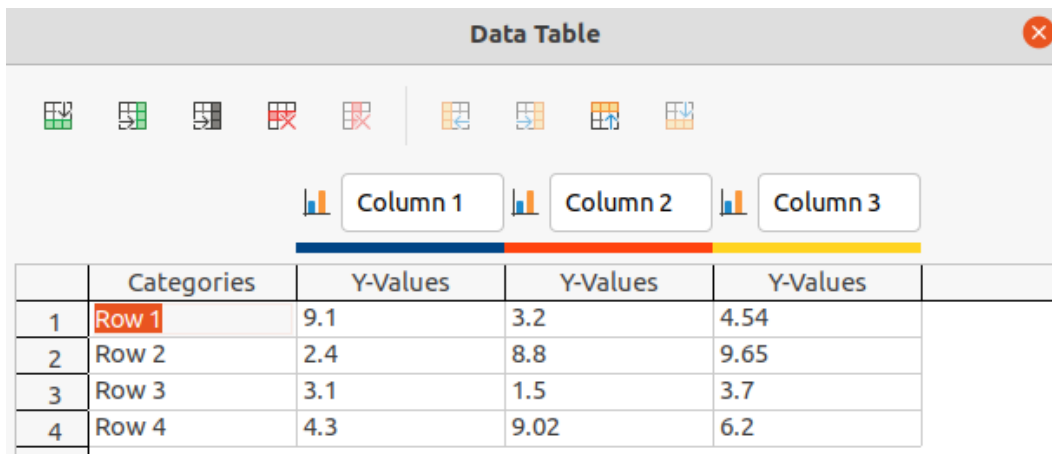 Data Table
Column 1 Column 2 Column 3
Categories Y-Values Y-Values Y-Values
1 Row 1 9.1 3.2 4.54
2 Row 2 2.4 8.8 9.65
3 Row 3 3.1 1.5 3.7
4 Row 4 4.3 9.02 6.2